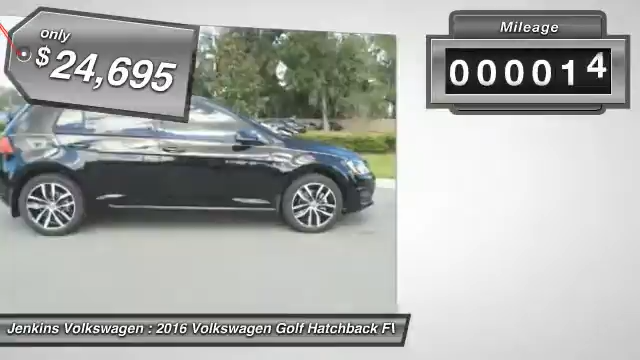 only
$24,695
Mileage
000014
Jenkins Volkswagen : 2016 Volkswagen Golf Hatchback F